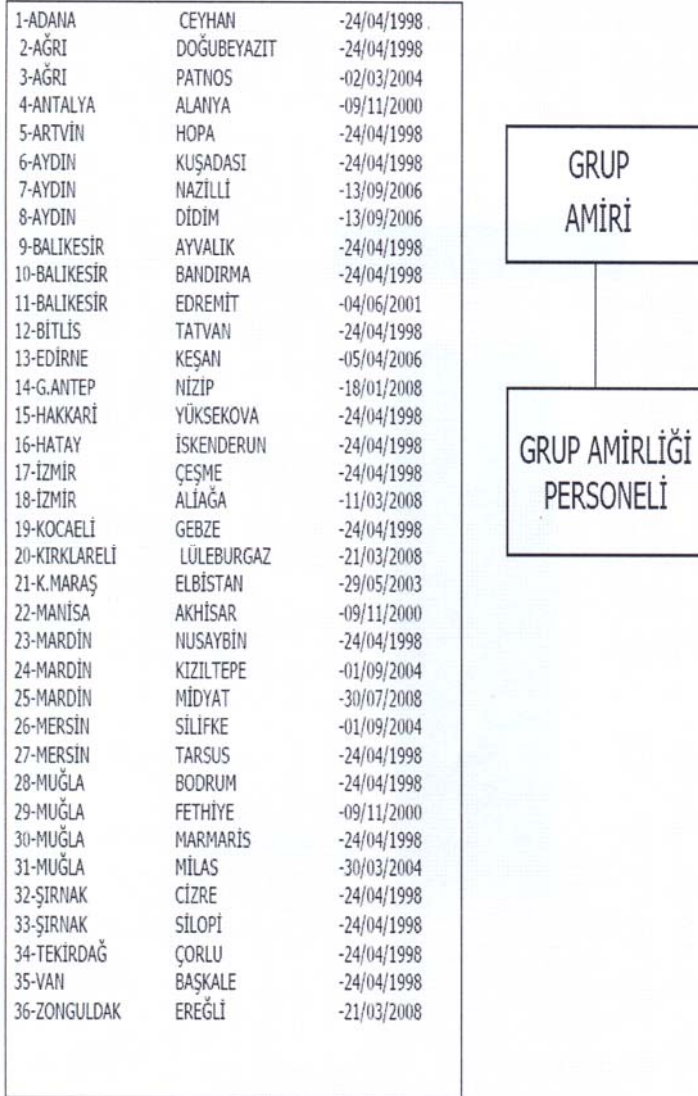 1-ADANA CEYHAN -24/04/1998
2-AĞRI DOĞUBEYAZIT -24/04/1998
3-AĞRI PATNOS -02/03/2004
4-ANTALYA ALANYA -09/11/2000
5-ARTVİN HOPA -24/04/1998
6-AYDIN KUŞADASI -24/04/1998
7-AYDIN NAZİLLİ -13/09/2006
8-AYDIN DİDİM -13/09/2006
9-BALIKESİR AYVALIK -24/04/1998
10-BALIKESİR BANDIRMA -24/04/1998
11-BALIKESİR EDREMİT -04/06/2001
12-BİTLİS TATVAN -24/04/1998
13-EDİRNE KEŞAN -05/04/2006
14-G.ANTEP NİZİP -18/01/2008
15-HAKKARİ YÜKSEKOVA -24/04/1998
16-HATAY İSKENDERUN -24/04/1998
17-İZMİR ÇEŞME -24/04/1998
18-İZMİR ALİAĞA -11/03/2008
19-KOCAELİ GEBZE -24/04/1998
20-KIRKLARELİ LÜLEBURGAZ -21/03/2008
21-K.MARAŞ ELBİSTAN -29/05/2003
22-MANİSA AKHİSAR -09/11/2000
23-MARDİN NUSAYBİN -24/04/1998
24-MARDİN KIZILTEPE -01/09/2004
25-MARDİN MİDYAT -30/07/2008
26-MERSİN SİLİFKE -01/09/2004
27-MERSİN TARSUS -24/04/1998
28-MUĞLA BODRUM -24/04/1998
29-MUĞLA FETHİYE -09/11/2000
30-MUĞLA MARMARİS -24/04/1998
31-MUĞLA MİLAS -30/03/2004
32-ŞIRNAK CİZRE -24/04/1998
33-ŞIRNAK SİLOPİ -24/04/1998
34-TEKİRDAĞ ÇORLU -24/04/1998
35-VAN BAŞKALE -24/04/1998
36-ZONGULDAK EREĞLİ -21/03/2008
GRUP
AMİRİ
GRUP AMİRLİĞİ
PERSONELİ